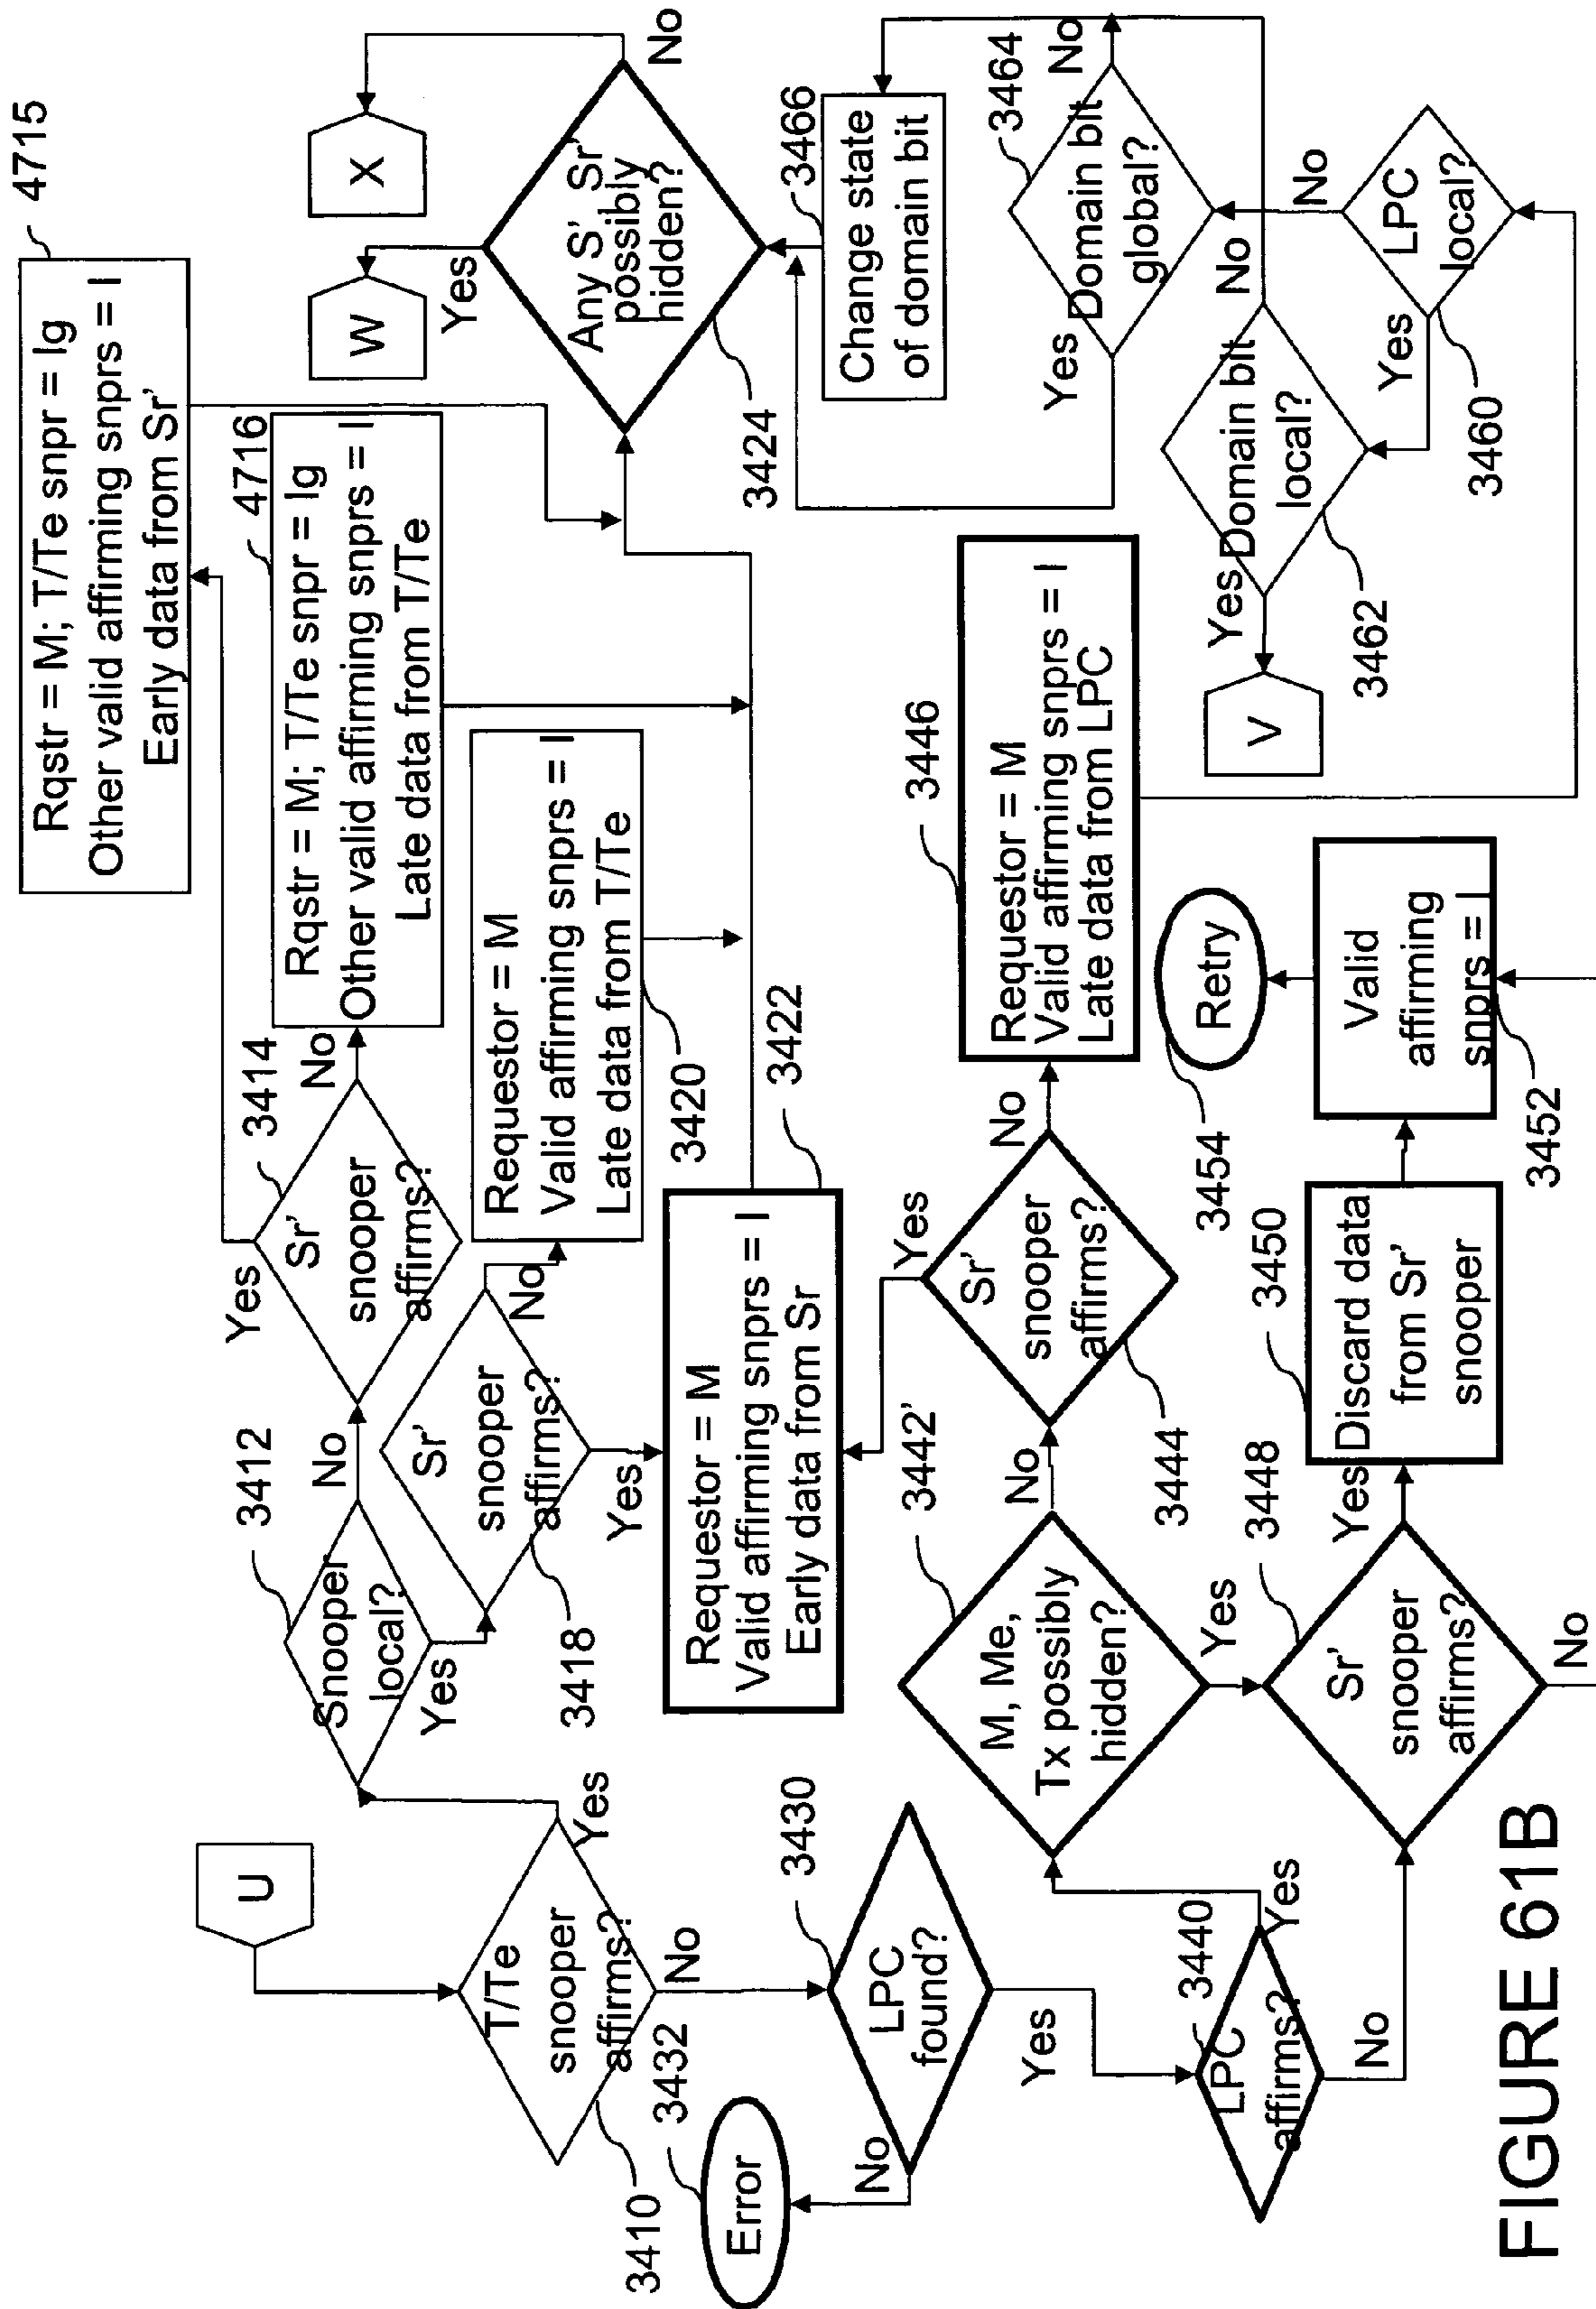 U
T/Te
snooper
affirms?
3410
Yes
No
Snooper
local?
3412
No
Yes
Sr'
snooper
affirms?
3414
Yes
No
Rqstr = M; T/Te snpr = Ig
Other valid affirming snprs = I
Early data from Sr'
4715
Rqstr = M; T/Te snpr = Ig
Other valid affirming snprs = I
Late data from T/Te
4716
Sr'
snooper
affirms?
3418
No
Yes
Requestor = M
Valid affirming snprs = I
Late data from T/Te
3420
Requestor = M
Valid affirming snprs = I
Early data from Sr
3422
Any S' Sr'
possibly
hidden?
3424
Yes
No
W
X
Error
3432
LPC
found?
3430
No
Yes
LPC
affirms?
3440
Yes
No
M, Me,
Tx possibly
hidden?
3442'
No
Yes
Sr'
snooper
affirms?
3444
Yes
No
Requestor = M
Valid affirming snprs = I
Late data from LPC
3446
Sr'
snooper
affirms?
3448
Yes
No
Discard data
from Sr'
snooper
3450
Valid
affirming
snprs = I
3452
Retry
3454
LPC
local?
3460
Yes
No
Domain bit
local?
3462
Yes
No
V
Domain bit
global?
3464
Yes
No
Change state
of domain bit
3466
FIGURE 61B